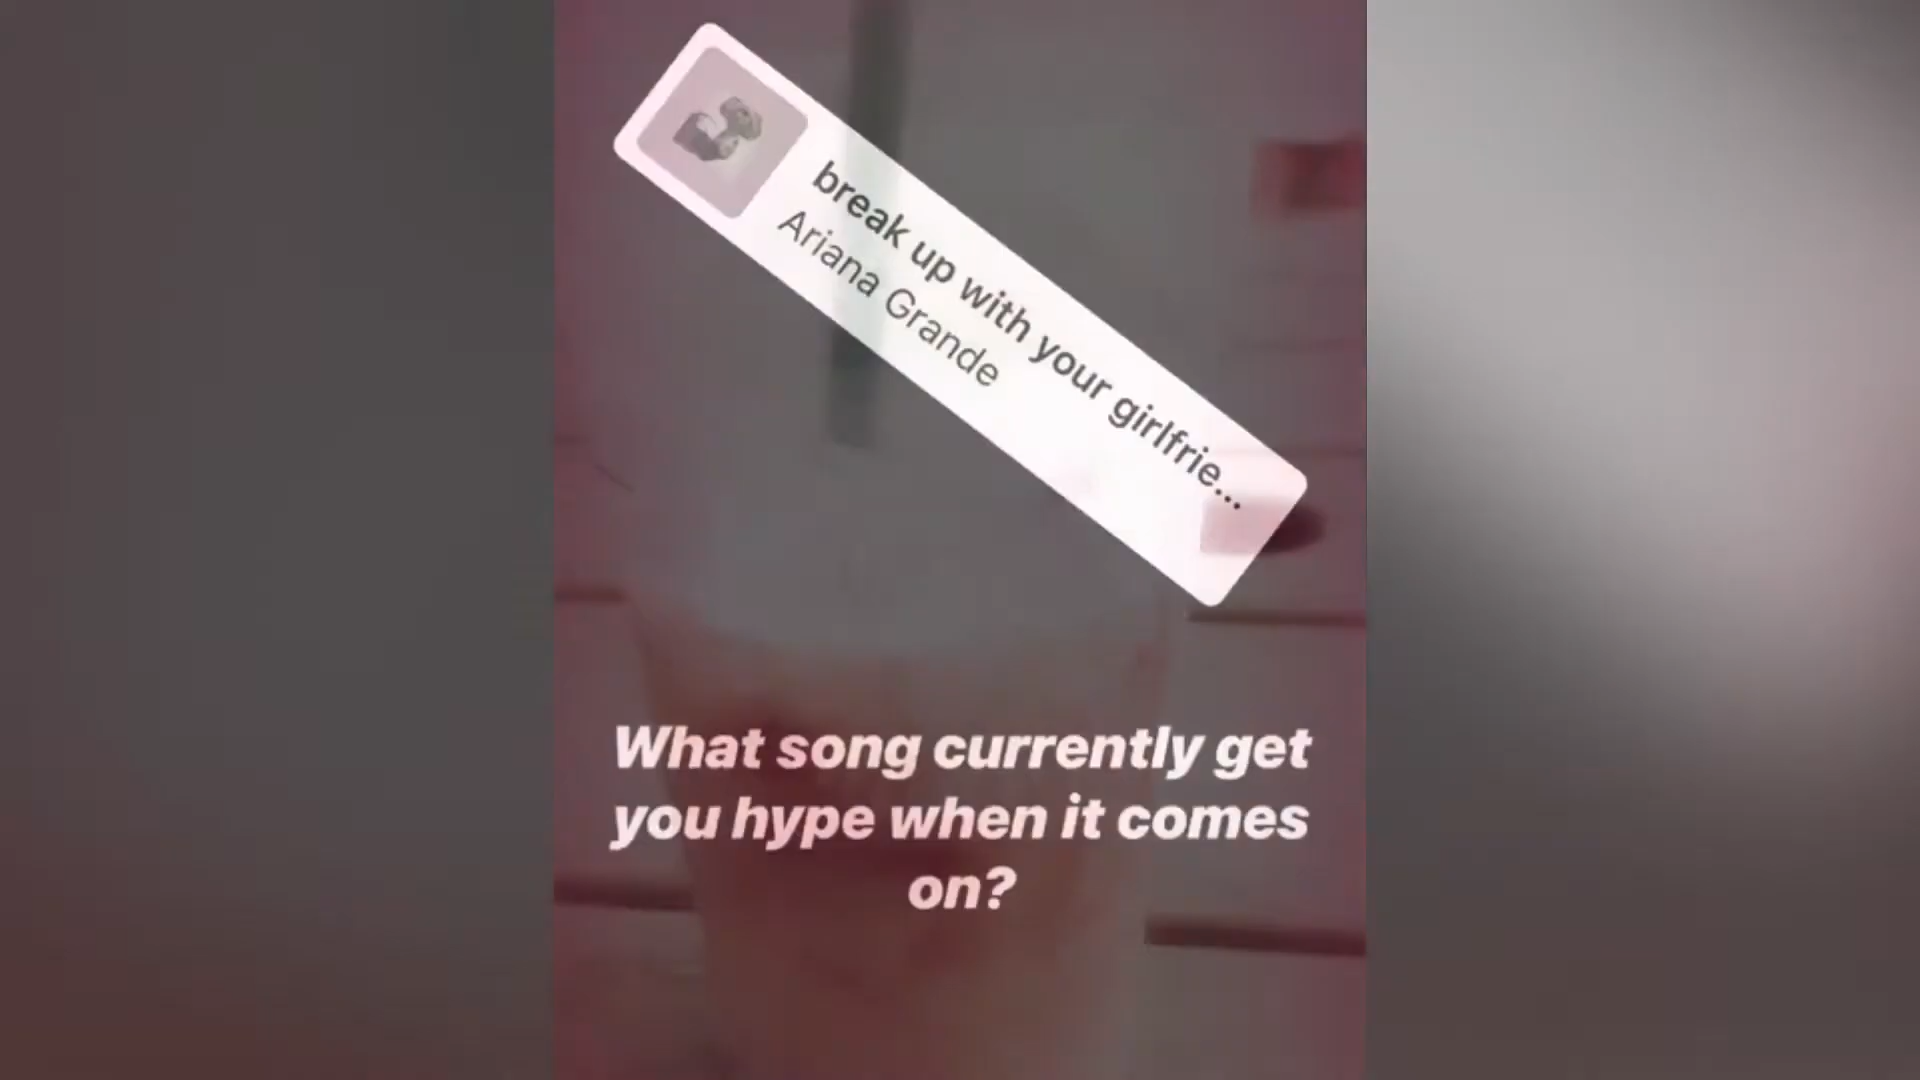 break up with your girlfrie...
Ariana Grande
What song currently get
you hype when it comes
on?